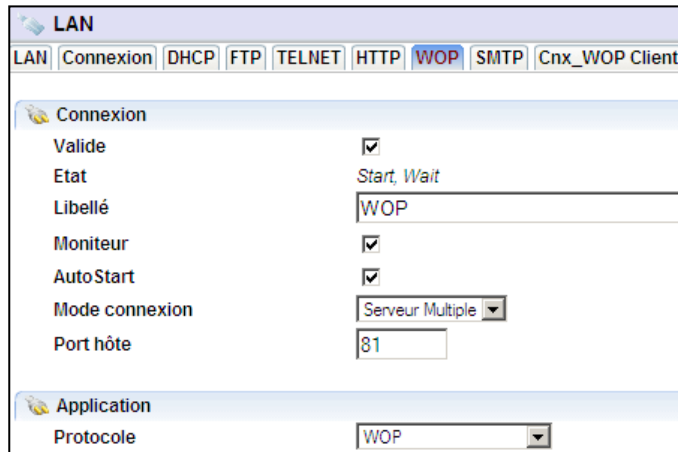 LAN
LAN Connexion DHCP FTP TELNET HTTP WOP SMTP Cnx_WOP Client
Connexion
Valide
Etat Start, Wait
Libellé WOP
Moniteur
AutoStart
Mode connexion Serveur Multiple
Port hôte 81
Application
Protocole WOP